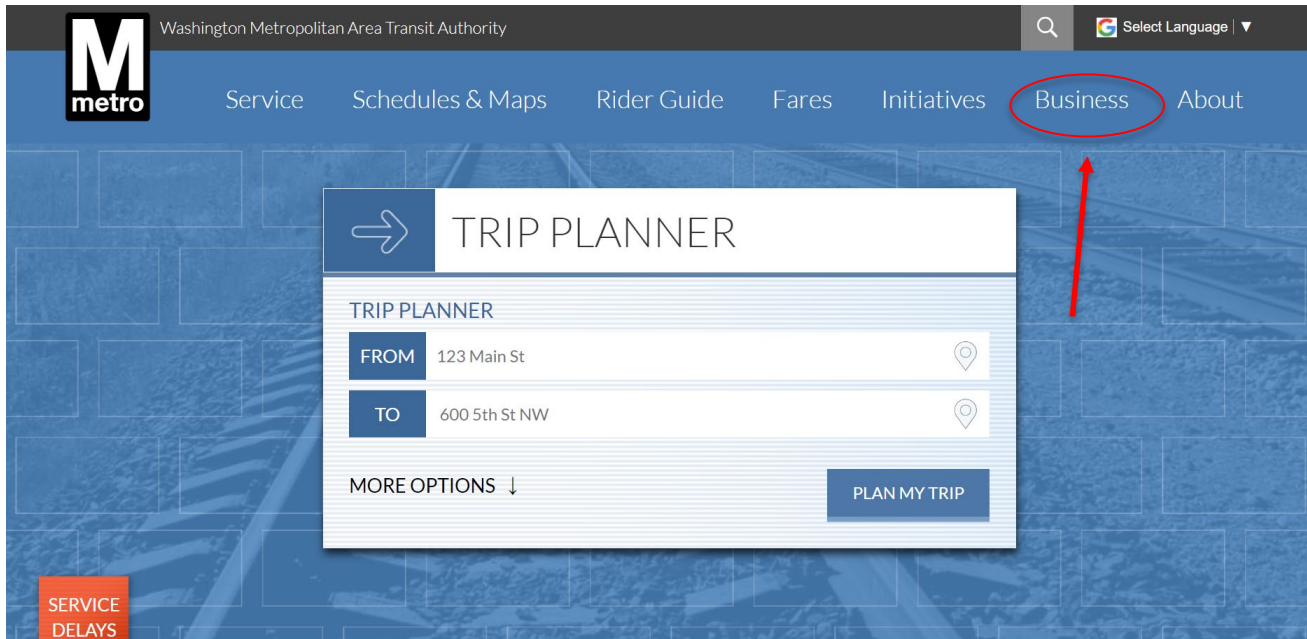 Washington Metropolitan Area Transit Authority
Select Language ▼
M
metro
Service Schedules & Maps Rider Guide Fares Initiatives Business About
TRIP PLANNER
TRIP PLANNER
FROM 123 Main St
TO 600 5th St NW
MORE OPTIONS ↓
PLAN MY TRIP
SERVICE
DELAYS